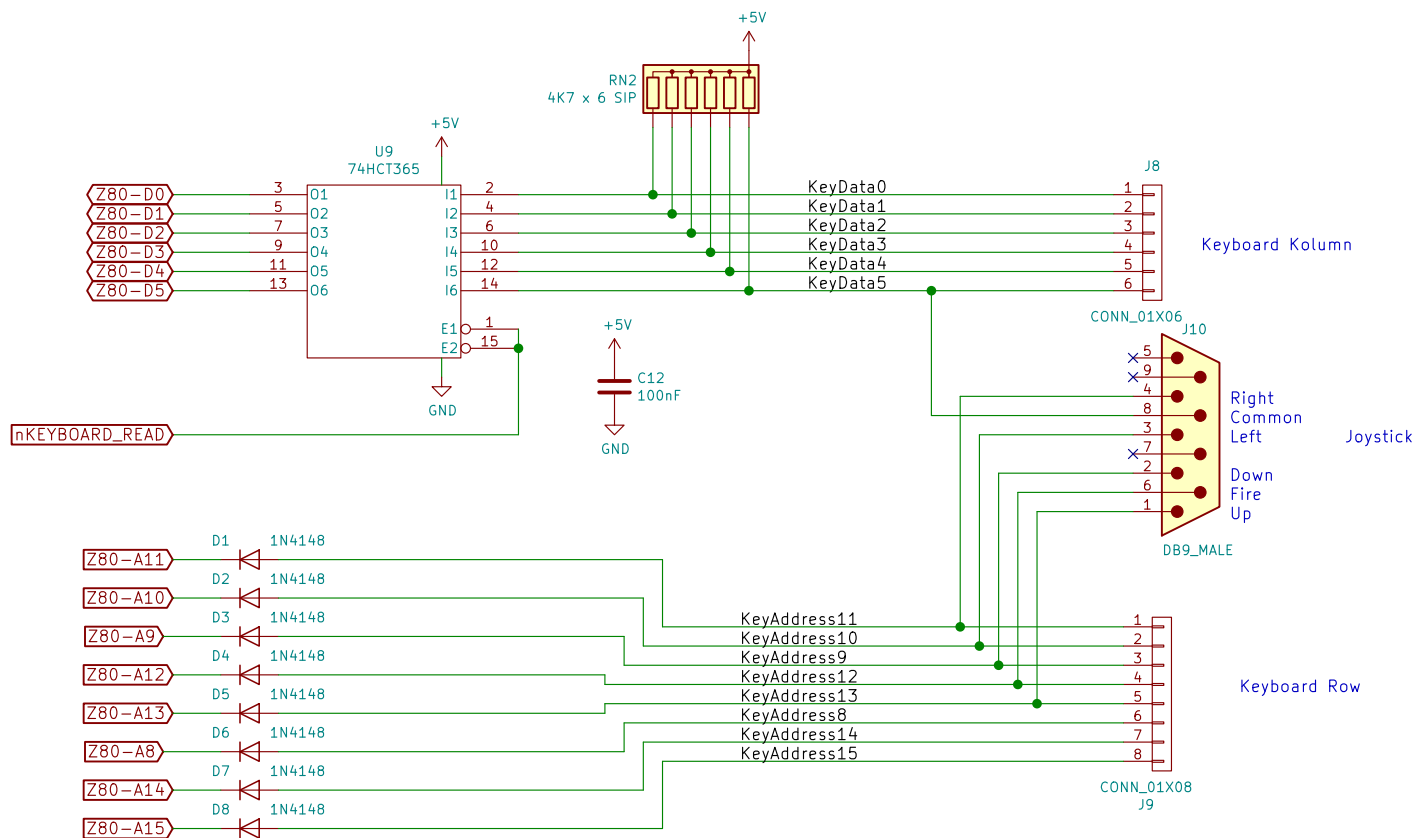 +5V
RN2
4K7 x 6 SIP
+5V
U9
74HCT365
J8
Z80-D0 3 O1 I1 2 KeyData0 1
Z80-D1 5 O2 I2 4 KeyData1 2
Z80-D2 7 O3 I3 6 KeyData2 3
Keyboard Kolumn
Z80-D3 9 O4 I4 10 KeyData3 4
Z80-D4 11 O5 I5 12 KeyData4 5
Z80-D5 13 O6 I6 14 KeyData5 6
CONN_01X06
E1 1
E2 15
+5V
C12
100nF
GND
GND
nKEYBOARD_READ
J10
5
9
4 Right
8 Common
3 Left
Joystick
7
2 Down
6 Fire
1 Up
DB9_MALE
D1 1N4148
Z80-A11
D2 1N4148
Z80-A10
D3 1N4148
Z80-A9
D4 1N4148
Z80-A12
D5 1N4148
Z80-A13
D6 1N4148
Z80-A8
D7 1N4148
Z80-A14
D8 1N4148
Z80-A15
KeyAddress11 1
KeyAddress10 2
KeyAddress9 3
KeyAddress12 4
Keyboard Row
KeyAddress13 5
KeyAddress8 6
KeyAddress14 7
KeyAddress15 8
CONN_01X08
J9